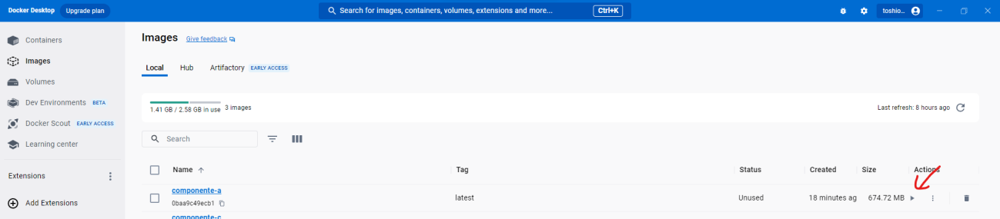 Docker Desktop Upgrade plan Search for images, containers, volumes, extensions and more... Ctrl+K toshio...
Containers
Images
Volumes
Dev Environments BETA
Docker Scout EARLY ACCESS
Learning center
Extensions
Add Extensions
Images Give feedback
Local Hub Artifactory EARLY ACCESS
1.41 GB / 2.58 GB in use 3 images Last refresh: 8 hours ago
Search
Name Tag Status Created Size Actions
componente-a
0baa9c49ecb1 latest Unused 18 minutes ag 674.72 MB
componente-c